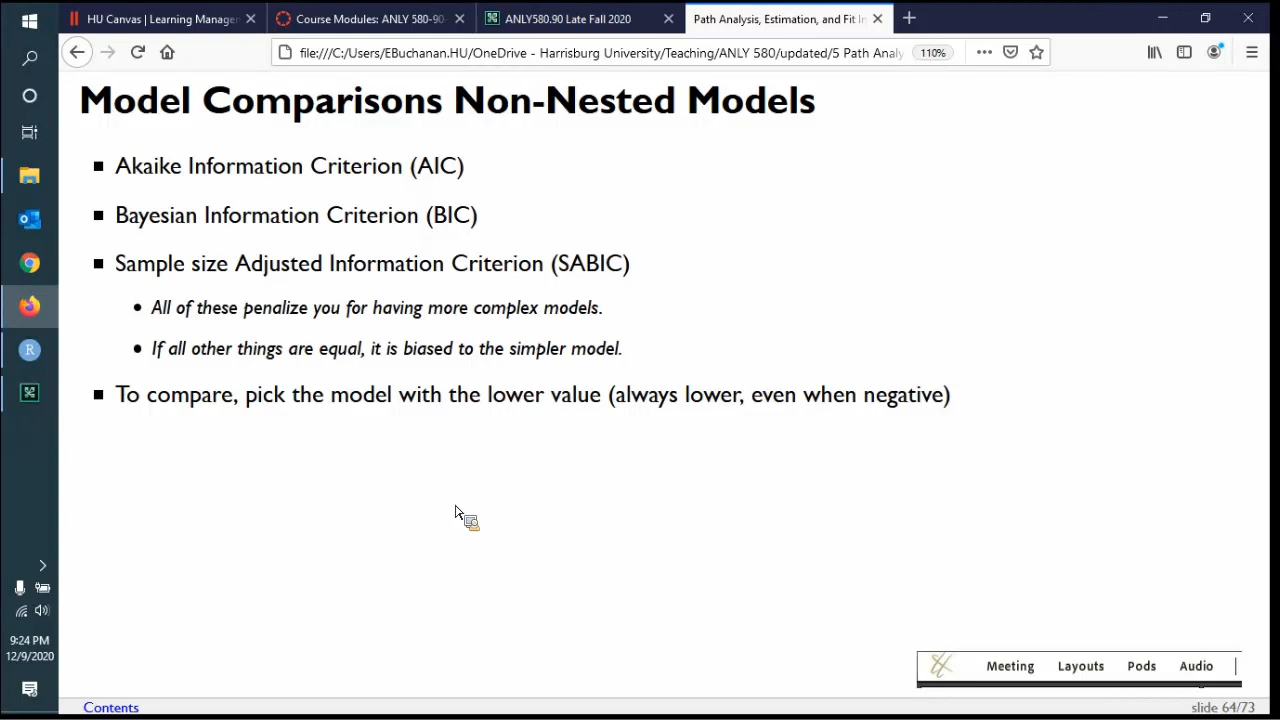 HU Canvas | Learning Manage
Course Modules: ANLY 580-90-
ANLY580.90 Late Fall 2020
Path Analysis, Estimation, and Fit In
file:///C:/Users/EBuchanan.HU/OneDrive - Harrisburg University/Teaching/ANLY 580/updated/5 Path Analy
110%
Model Comparisons Non-Nested Models
Akaike Information Criterion (AIC)
Bayesian Information Criterion (BIC)
Sample size Adjusted Information Criterion (SABIC)
All of these penalize you for having more complex models.
If all other things are equal, it is biased to the simpler model.
To compare, pick the model with the lower value (always lower, even when negative)
9:24 PM
12/9/2020
Meeting Layouts Pods Audio
Contents
slide 64/73